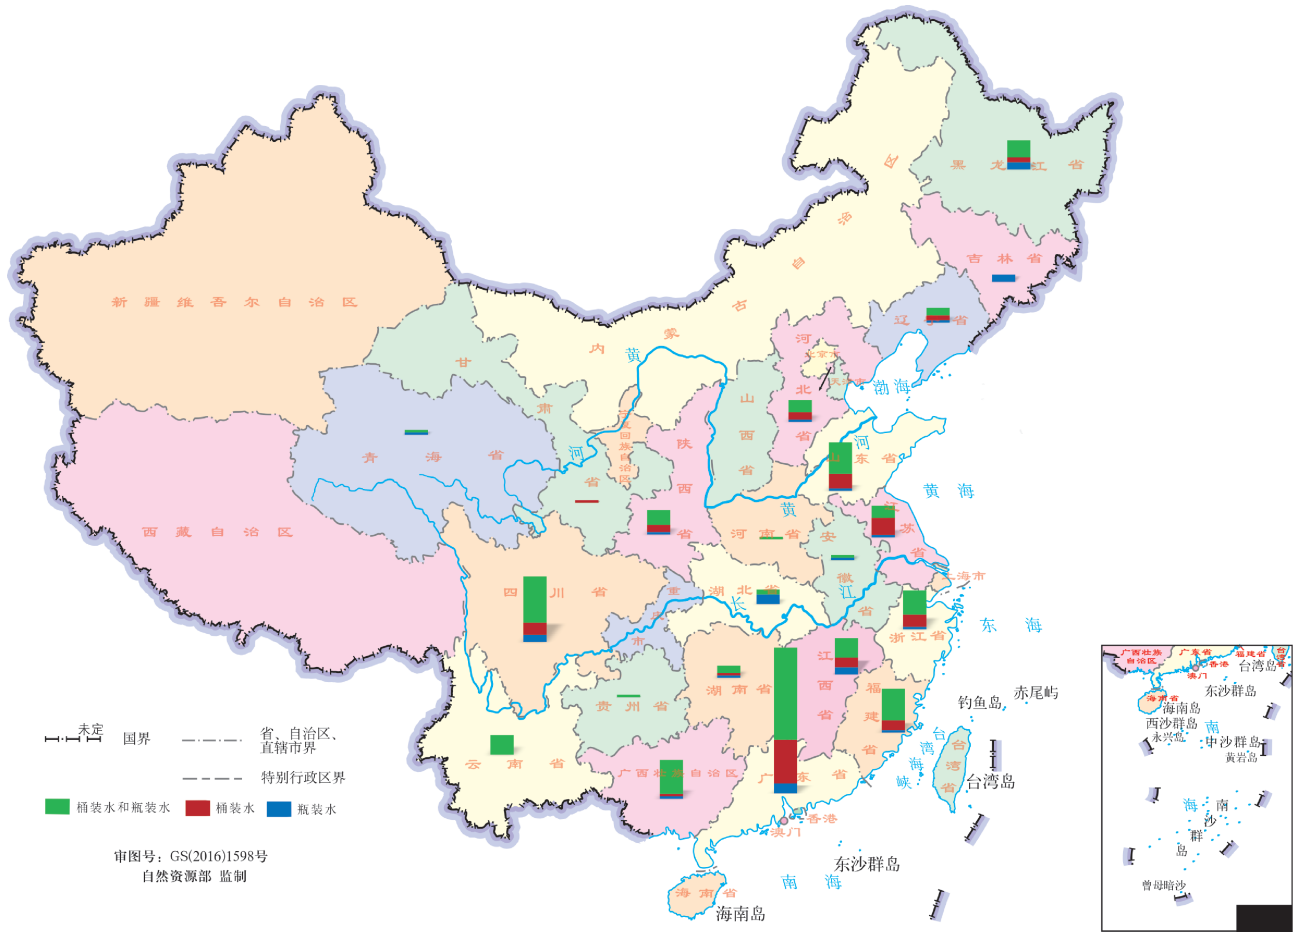 黑龙江省
吉林省
辽宁省
内蒙古自治区
新疆维吾尔自治区
甘肃省
青海省
西藏自治区
宁夏回族自治区
陕西省
山西省
河北省
北京市
天津市
渤海
山东省
黄河
黄海
河南省
黄
江苏省
安徽省
上海市
湖北省
长江
四川省
重庆市
浙江省
东海
湖南省
江西省
福建省
贵州省
云南省
广西壮族自治区
广东省
香港
澳门
台湾海峡
台湾省
台湾岛
钓鱼岛
赤尾屿
东沙群岛
南海
海南省
海南岛
未定
国界
省、自治区、
直辖市界
特别行政区界
桶装水和瓶装水
桶装水
瓶装水
审图号：GS(2016)1598号
自然资源部 监制
广西壮族
自治区
广东省
香港
澳门
福建省
台湾省
台湾岛
东沙群岛
海南省
海南岛
西沙群岛
永兴岛
南海
中沙群岛
黄岩岛
南沙群岛
曾母暗沙